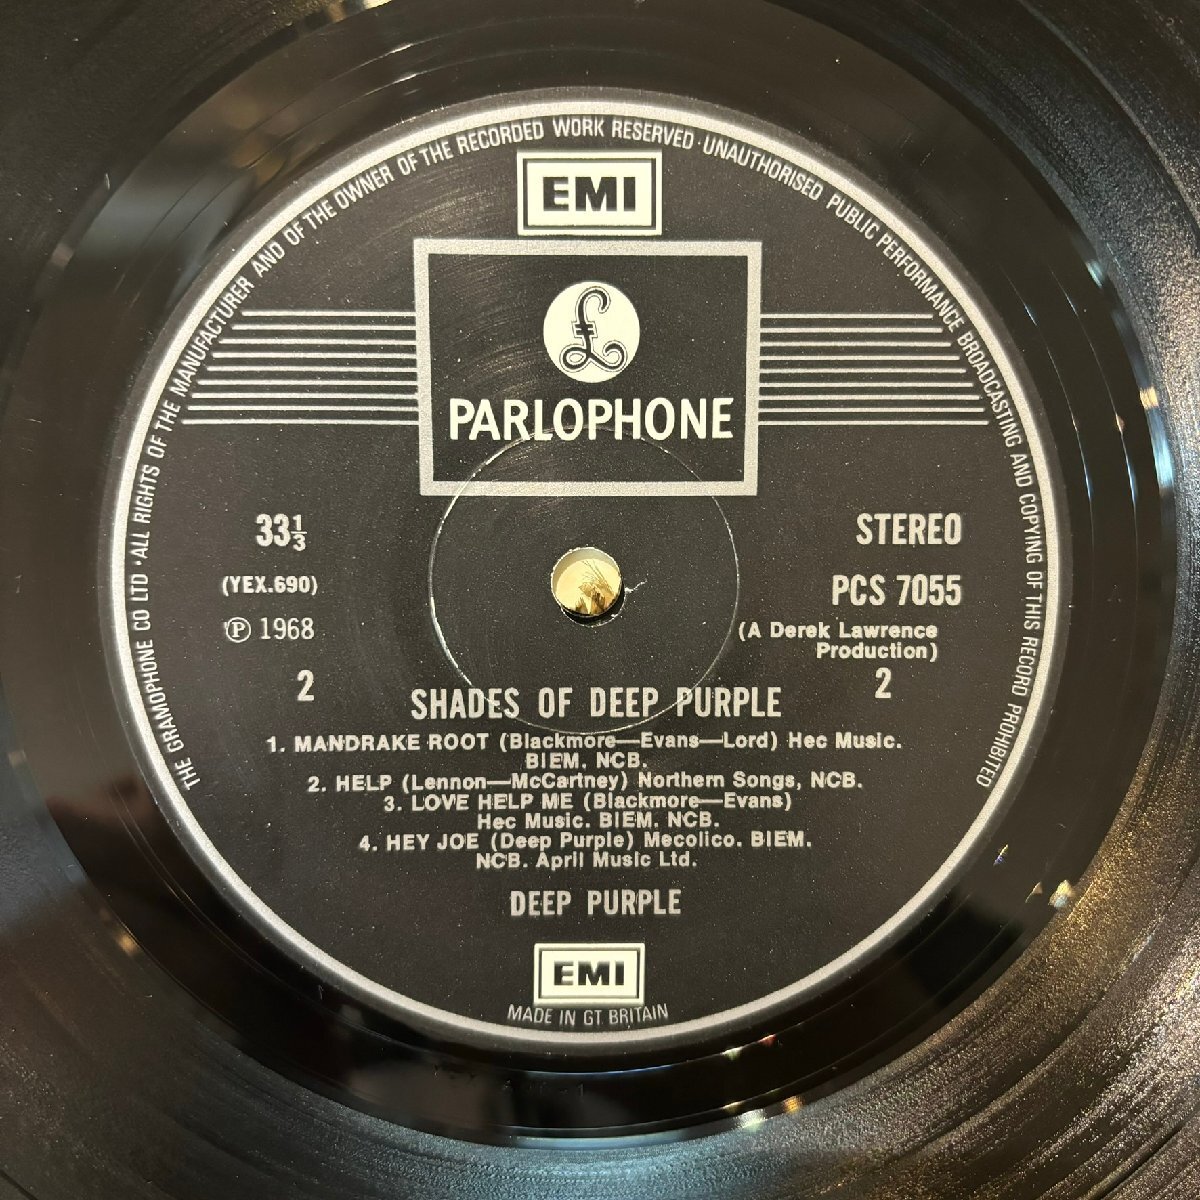 THE GRAMOPHONE CO LTD · ALL RIGHTS OF THE MANUFACTURER AND OF THE OWNER OF THE RECORDED WORK RESERVED · UNAUTHORISED PUBLIC PERFORMANCE BROADCASTING AND COPYING OF THIS RECORD PROHIBITED
EMI
£
PARLOPHONE
33⅓
STEREO
(YEX.690)
PCS 7055
℗ 1968
(A Derek Lawrence
Production)
2
2
SHADES OF DEEP PURPLE
1. MANDRAKE ROOT (Blackmore—Evans—Lord) Hec Music.
BIEM. NCB.
2. HELP (Lennon—McCartney) Northern Songs, NCB.
3. LOVE HELP ME (Blackmore—Evans)
Hec Music. BIEM. NCB.
4. HEY JOE (Deep Purple) Mecolico. BIEM.
NCB. April Music Ltd.
DEEP PURPLE
EMI
MADE IN GT. BRITAIN